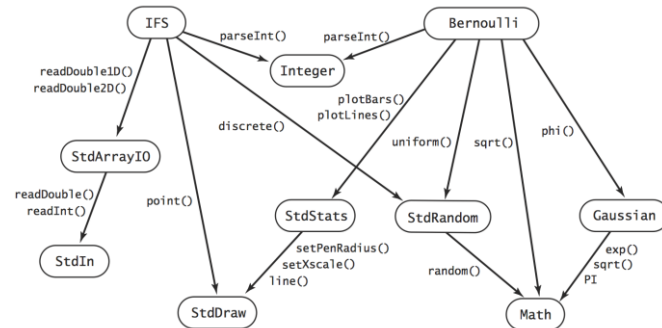 IFS
Bernoulli
parseInt()
parseInt()
Integer
readDouble1D()
readDouble2D()
plotBars()
plotLines()
discrete()
uniform()
sqrt()
phi()
StdArrayIO
readDouble()
readInt()
point()
StdStats
StdRandom
Gaussian
StdIn
setPenRadius()
setXscale()
line()
random()
exp()
sqrt()
PI
StdDraw
Math